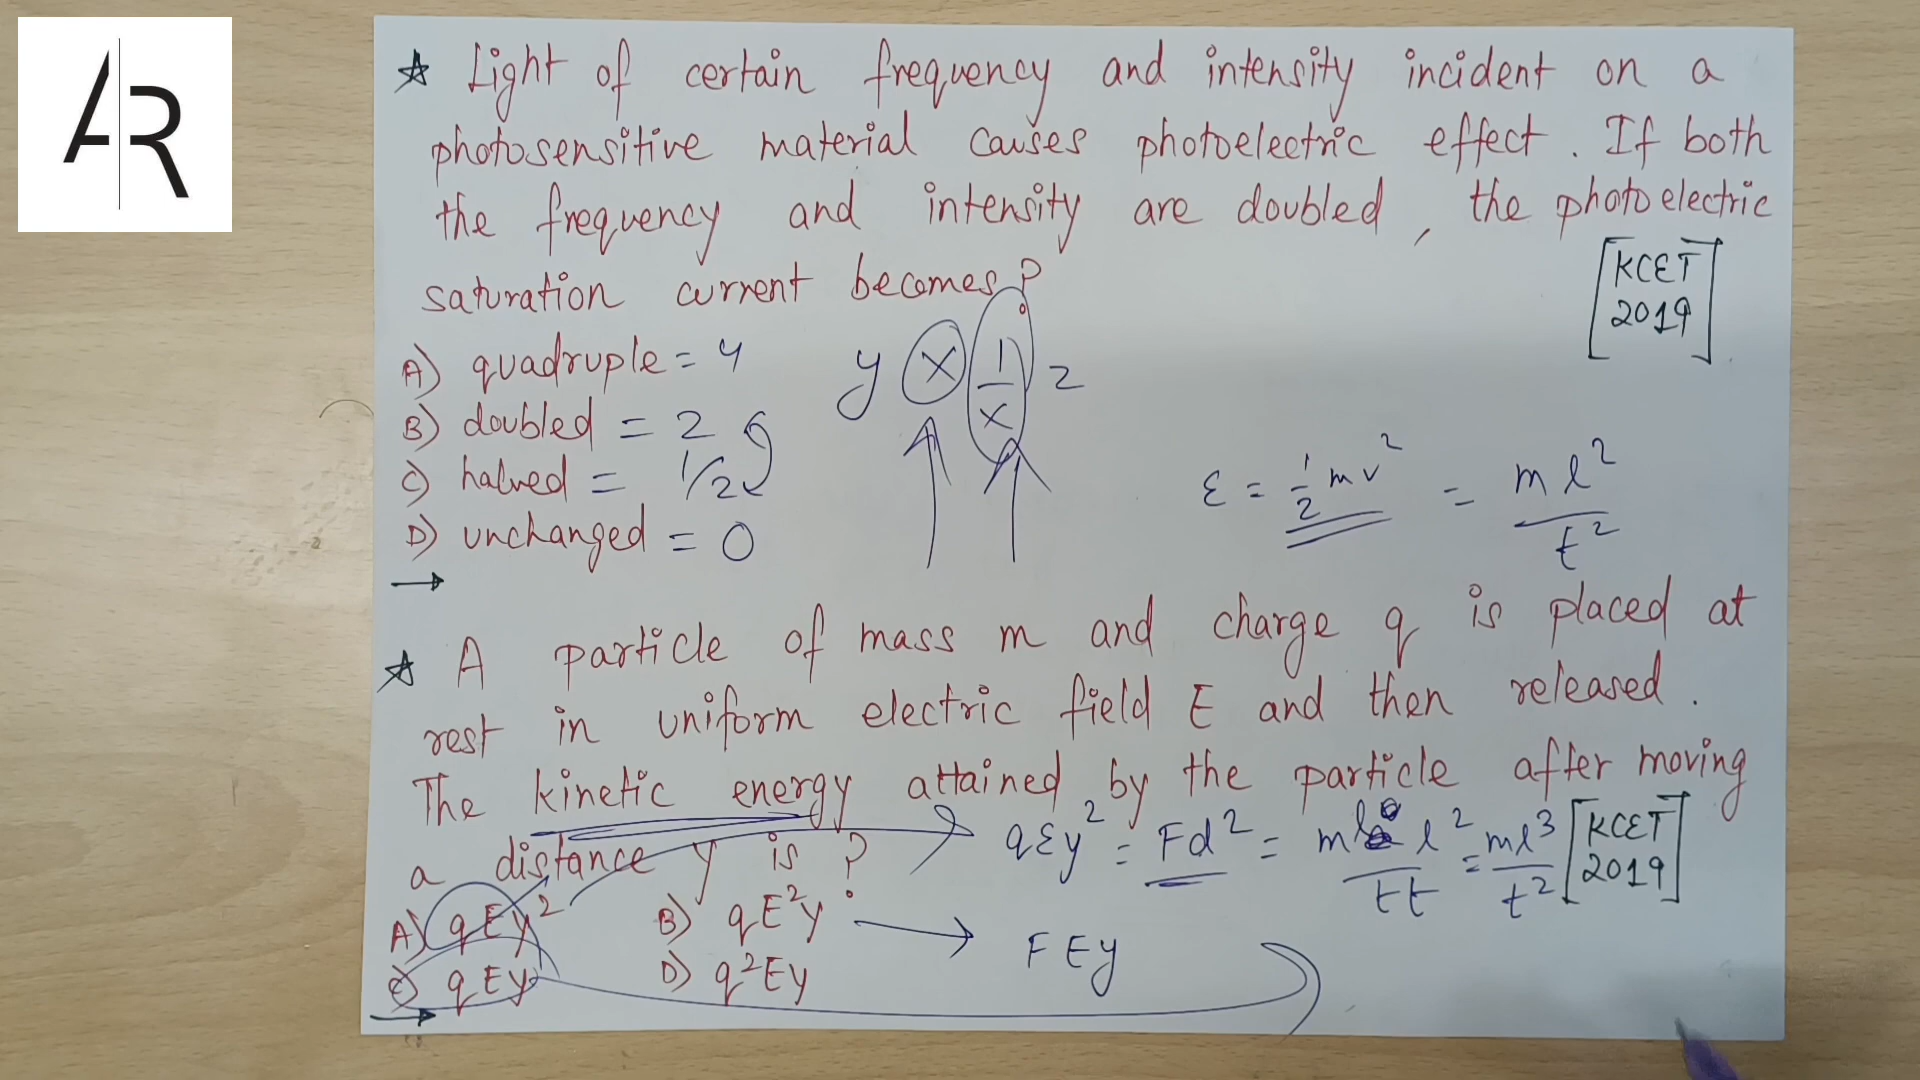 AR
☆ Light of certain frequency and intensity incident on a
photosensitive material causes photoelectric effect. If both
the frequency and intensity are doubled, the photoelectric
saturation current becomes?
[KCET
2019]
A) quadruple = 4
B) doubled = 2
C) halved = 1/2
D) unchanged = 0
y x 1/x z
ε = 1/2 mv² = ml²/t²
☆ A particle of mass m and charge q is placed at
rest in uniform electric field E and then released.
The kinetic energy attained by the particle after moving
a distance y is?
qεy² = Fd² = ml l²/tt = ml³/t²
[KCET
2019]
A) qEy² B) qE²y → FEy
C) qEy D) q²Ey